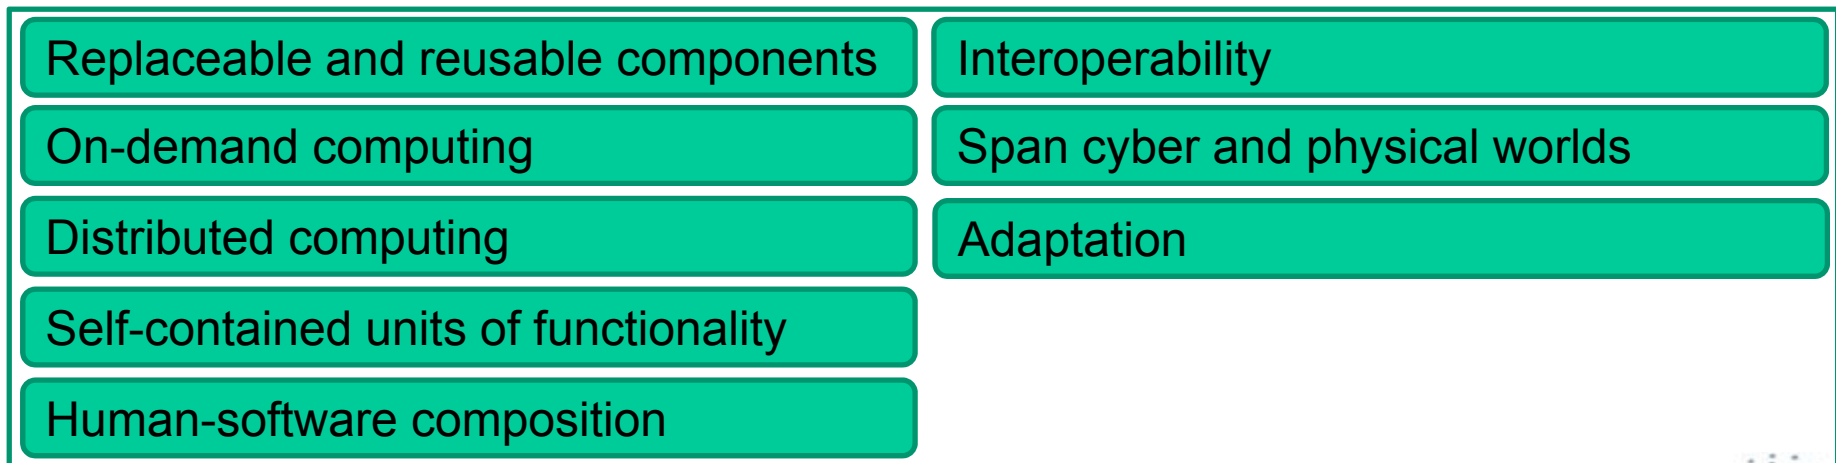 Replaceable and reusable components
On-demand computing
Distributed computing
Self-contained units of functionality
Human-software composition
Interoperability
Span cyber and physical worlds
Adaptation